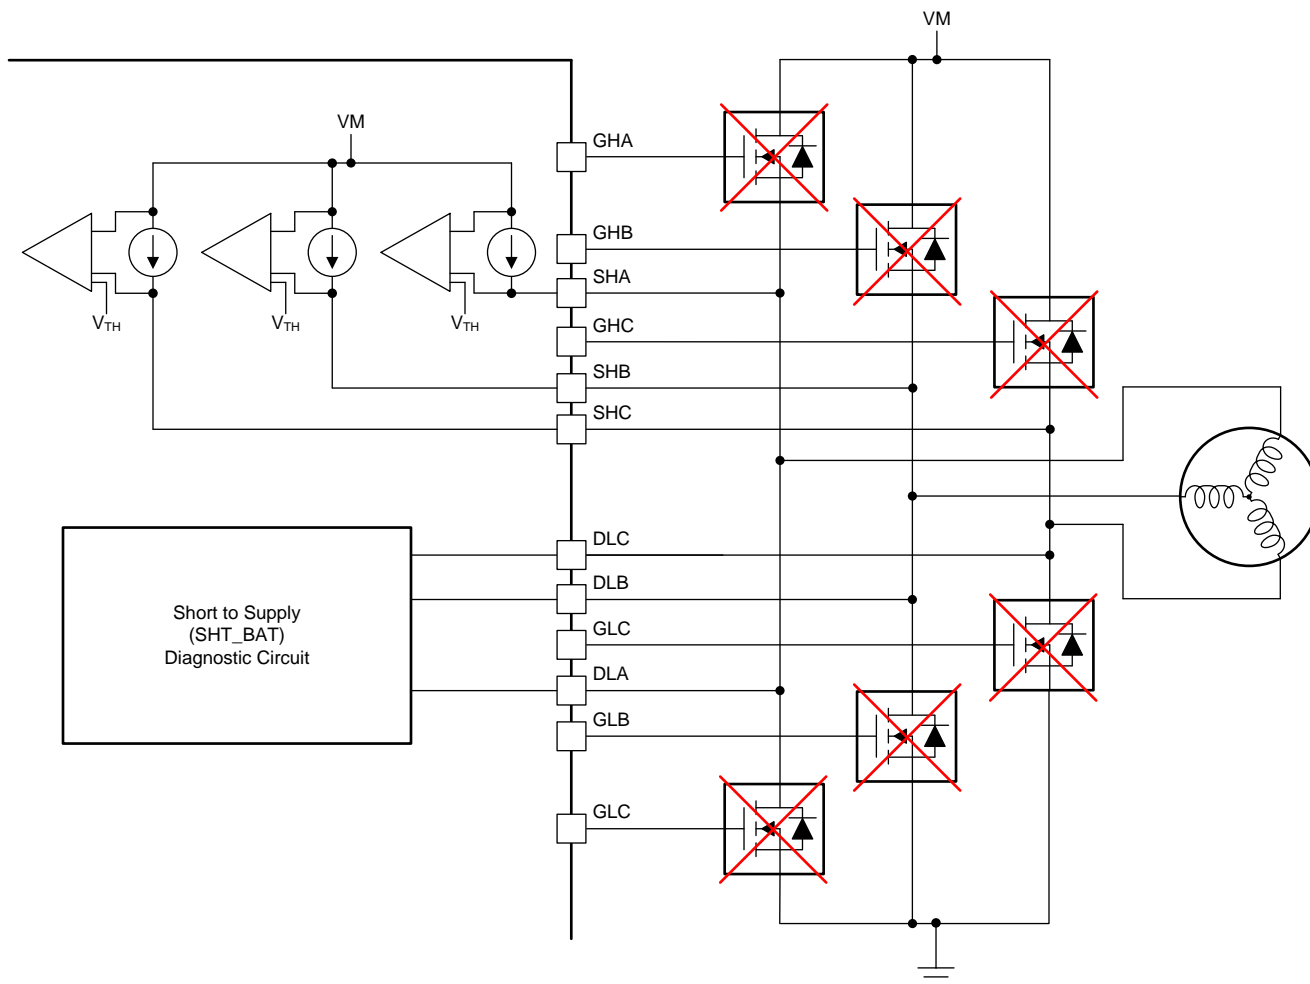 VM
VM
GHA
GHB
SHA
GHC
SHB
SHC
VTH
VTH
VTH
DLC
DLB
GLC
DLA
GLB
GLC
Short to Supply
(SHT_BAT)
Diagnostic Circuit